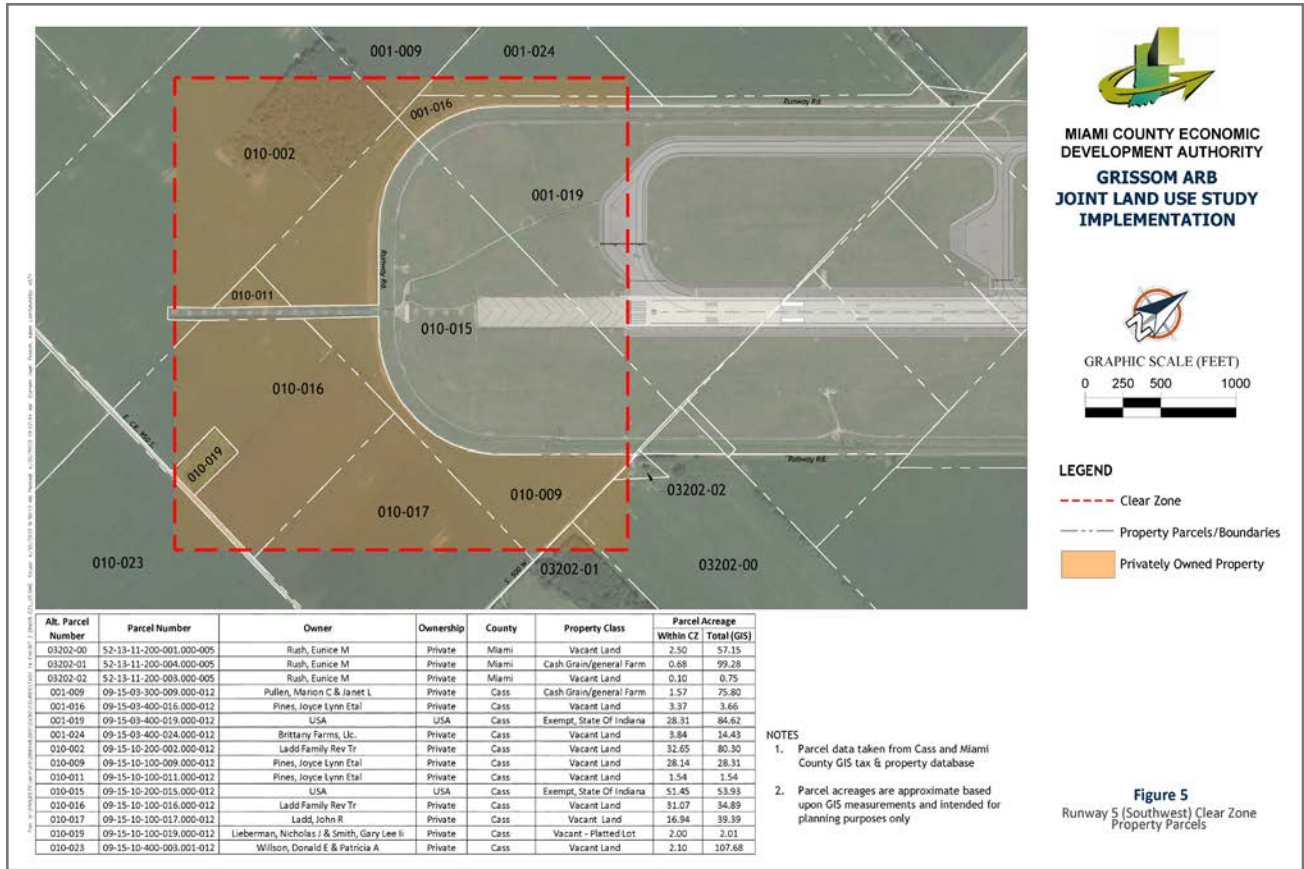 001-009
001-024
001-016
Runway Rd.
010-002
001-019
Runway Rd.
010-011
010-015
010-016
E. CR. 950 S.
010-019
010-009
Runway Rd.
03202-02
010-017
010-023
S. 500 W.
03202-01
03202-00
MIAMI COUNTY ECONOMIC
DEVELOPMENT AUTHORITY
GRISSOM ARB
JOINT LAND USE STUDY
IMPLEMENTATION
GRAPHIC SCALE (FEET)
0 250 500 1000
LEGEND
Clear Zone
Property Parcels/Boundaries
Privately Owned Property
Alt. Parcel Number Parcel Number Owner Ownership County Property Class Parcel Acreage
Within CZ Total (GIS)
03202-00 52-13-11-200-001.000-005 Rush, Eunice M Private Miami Vacant Land 2.50 57.15
03202-01 52-13-11-200-004.000-005 Rush, Eunice M Private Miami Cash Grain/general Farm 0.68 99.28
03202-02 52-13-11-200-003.000-005 Rush, Eunice M Private Miami Vacant Land 0.10 0.75
001-009 09-15-03-300-009.000-012 Pullen, Marion C & Janet L Private Cass Cash Grain/general Farm 1.57 75.80
001-016 09-15-03-400-016.000-012 Pines, Joyce Lynn Etal Private Cass Vacant Land 3.37 3.66
001-019 09-15-03-400-019.000-012 USA USA Cass Exempt, State Of Indiana 28.31 84.62
001-024 09-15-03-400-024.000-012 Brittany Farms, Llc. Private Cass Vacant Land 3.84 14.43
010-002 09-15-10-200-002.000-012 Ladd Family Rev Tr Private Cass Vacant Land 32.65 80.30
010-009 09-15-10-100-009.000-012 Pines, Joyce Lynn Etal Private Cass Vacant Land 28.14 28.31
010-011 09-15-10-100-011.000-012 Pines, Joyce Lynn Etal Private Cass Vacant Land 1.54 1.54
010-015 09-15-10-200-015.000-012 USA USA Cass Exempt, State Of Indiana 51.45 53.93
010-016 09-15-10-100-016.000-012 Ladd Family Rev Tr Private Cass Vacant Land 31.07 34.89
010-017 09-15-10-100-017.000-012 Ladd, John R Private Cass Vacant Land 16.94 39.39
010-019 09-15-10-100-019.000-012 Lieberman, Nicholas J & Smith, Gary Lee Ii Private Cass Vacant - Platted Lot 2.00 2.01
010-023 09-15-10-400-003.001-012 Willson, Donald E & Patricia A Private Cass Vacant Land 2.10 107.68
NOTES
1. Parcel data taken from Cass and Miami
County GIS tax & property database
2. Parcel acreages are approximate based
upon GIS measurements and intended for
planning purposes only
Figure 5
Runway 5 (Southwest) Clear Zone
Property Parcels